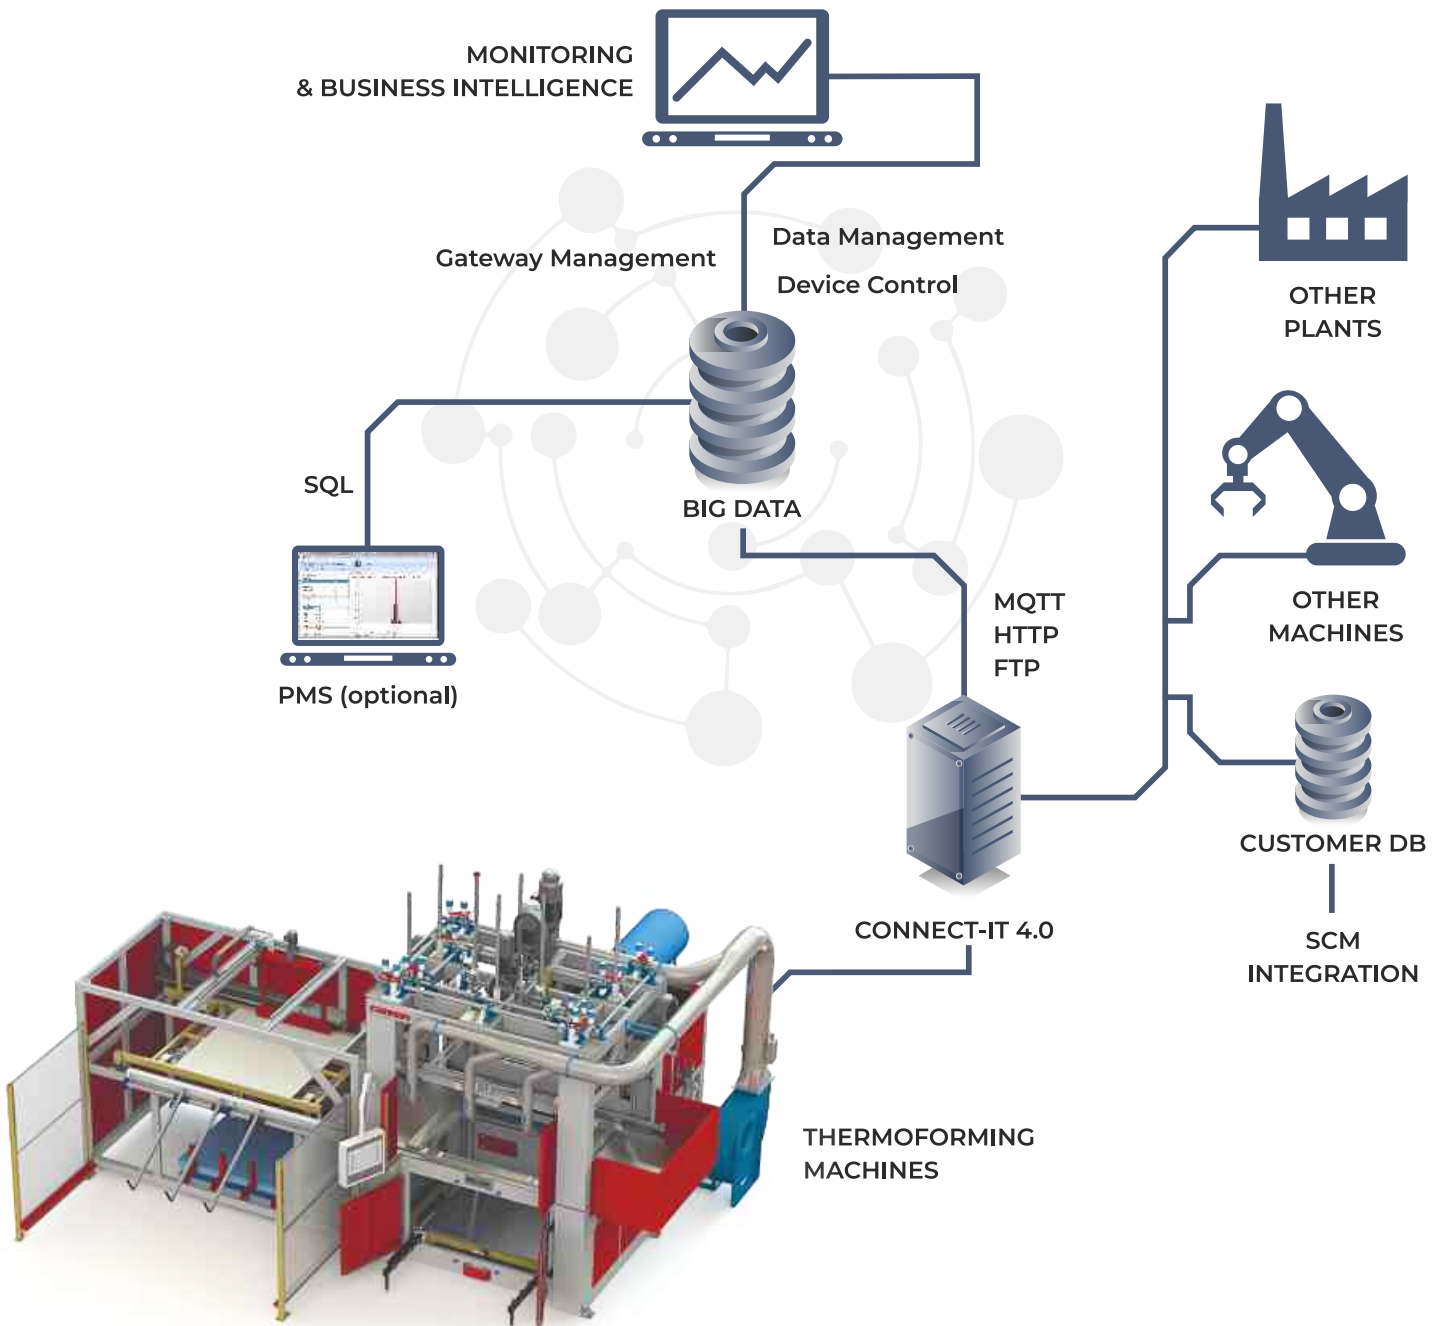 MONITORING
& BUSINESS INTELLIGENCE
Gateway Management
Data Management
Device Control
OTHER
PLANTS
SQL
BIG DATA
MQTT
HTTP
FTP
OTHER
MACHINES
PMS (optional)
CUSTOMER DB
CONNECT-IT 4.0
SCM
INTEGRATION
THERMOFORMING
MACHINES